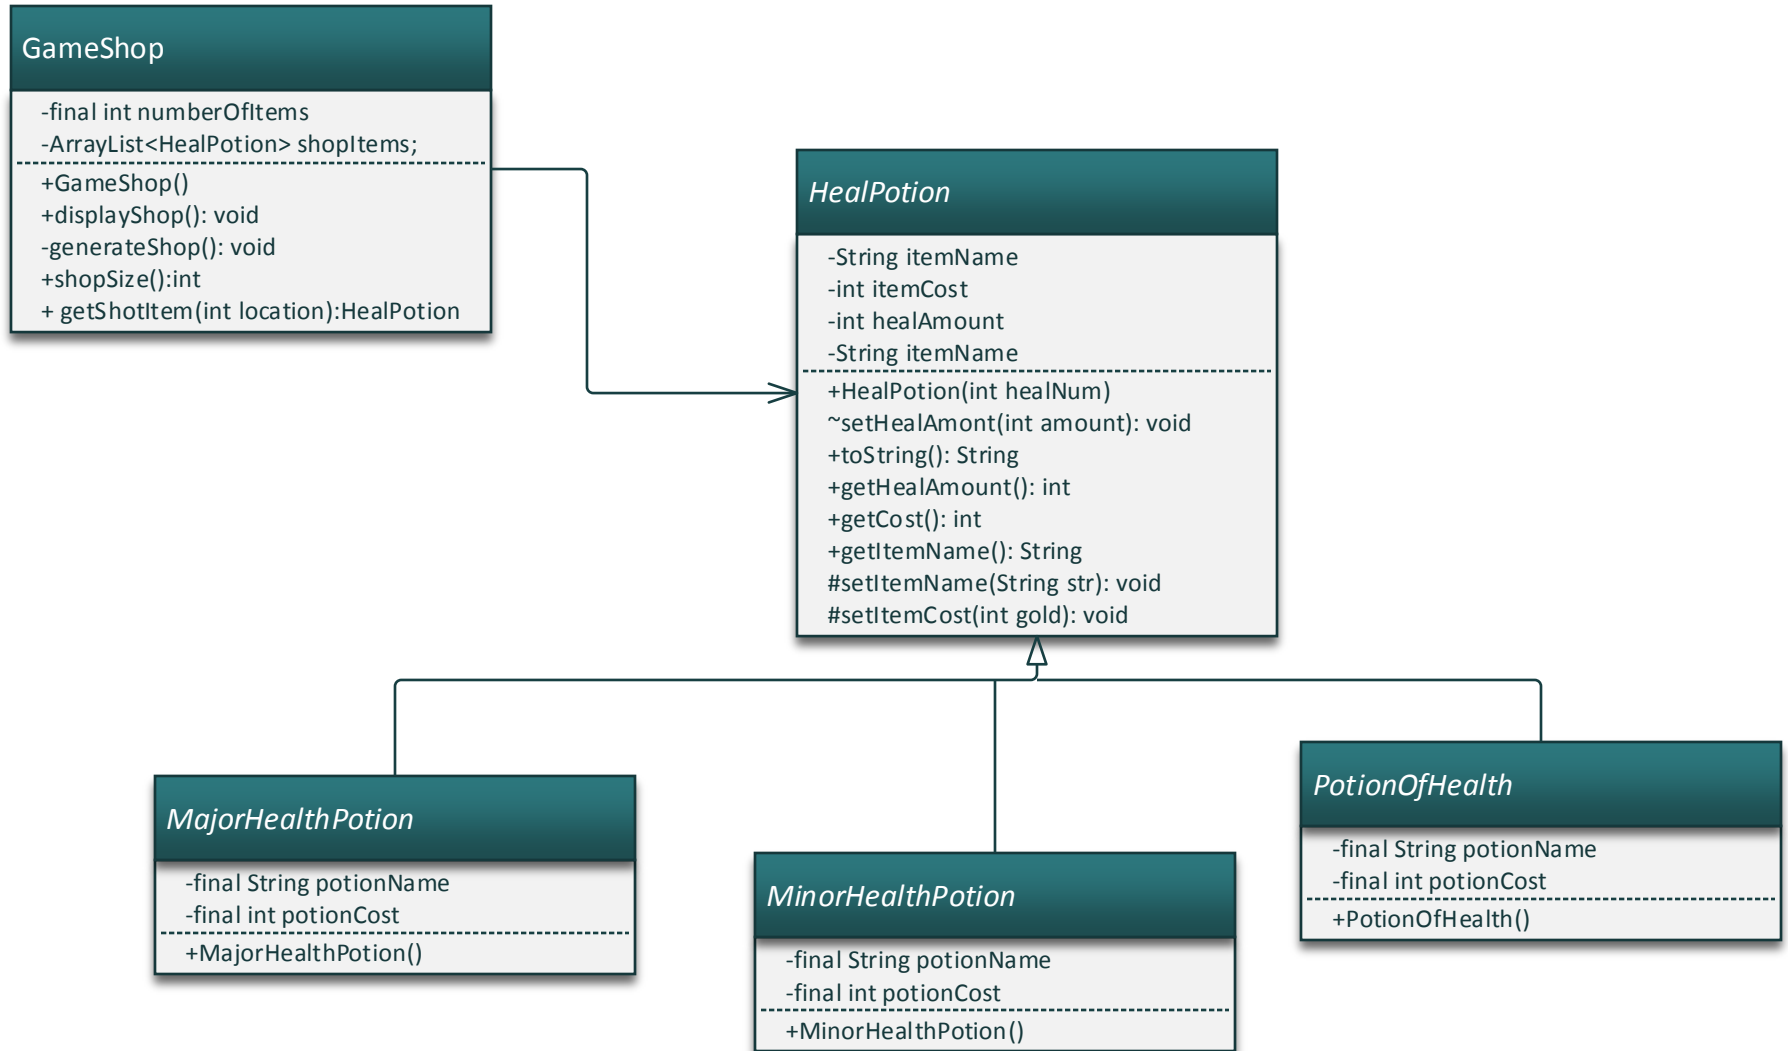 GameShop
-final int numberOfItems
-ArrayList<HealPotion> shopItems;
+GameShop()
+displayShop(): void
-generateShop(): void
+shopSize():int
+ getShotItem(int location):HealPotion
HealPotion
-String itemName
-int itemCost
-int healAmount
-String itemName
+HealPotion(int healNum)
~setHealAmont(int amount): void
+toString(): String
+getHealAmount(): int
+getCost(): int
+getItemName(): String
#setItemName(String str): void
#setItemCost(int gold): void
MajorHealthPotion
-final String potionName
-final int potionCost
+MajorHealthPotion()
MinorHealthPotion
-final String potionName
-final int potionCost
+MinorHealthPotion()
PotionOfHealth
-final String potionName
-final int potionCost
+PotionOfHealth()